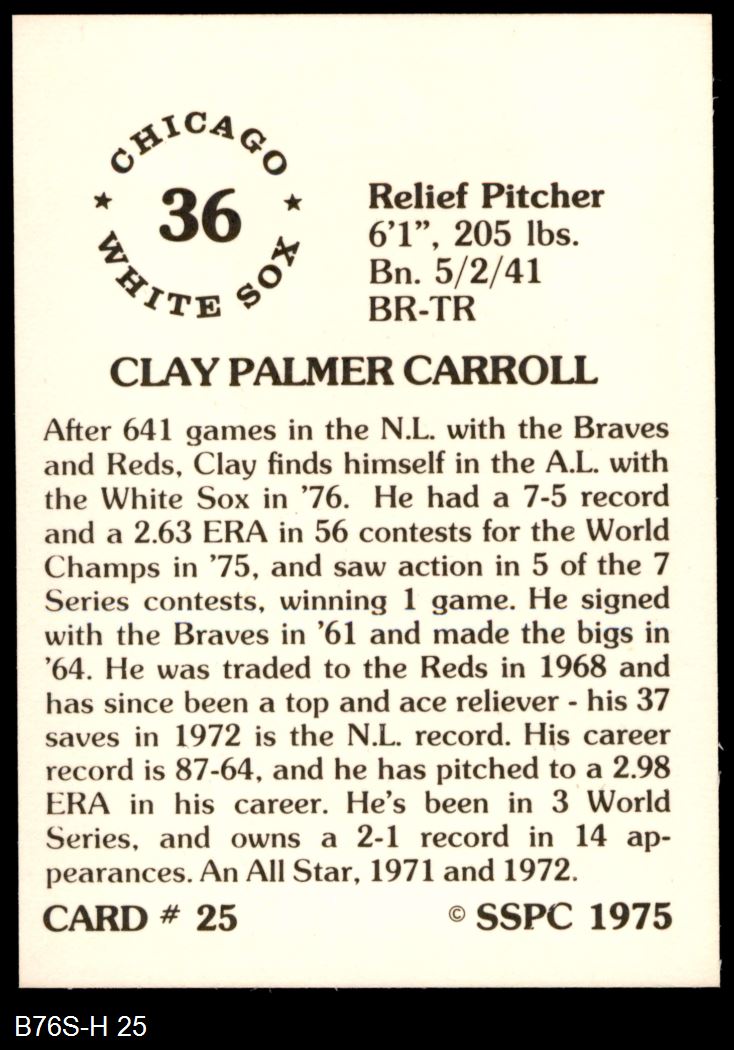 CHICAGO
★ 36 ★
WHITE SOX
Relief Pitcher
6'1", 205 lbs.
Bn. 5/2/41
BR-TR
CLAY PALMER CARROLL
After 641 games in the N.L. with the Braves
and Reds, Clay finds himself in the A.L. with
the White Sox in '76. He had a 7-5 record
and a 2.63 ERA in 56 contests for the World
Champs in '75, and saw action in 5 of the 7
Series contests, winning 1 game. He signed
with the Braves in '61 and made the bigs in
'64. He was traded to the Reds in 1968 and
has since been a top and ace reliever - his 37
saves in 1972 is the N.L. record. His career
record is 87-64, and he has pitched to a 2.98
ERA in his career. He's been in 3 World
Series, and owns a 2-1 record in 14 ap-
pearances. An All Star, 1971 and 1972.
CARD # 25 © SSPC 1975
B76S-H 25